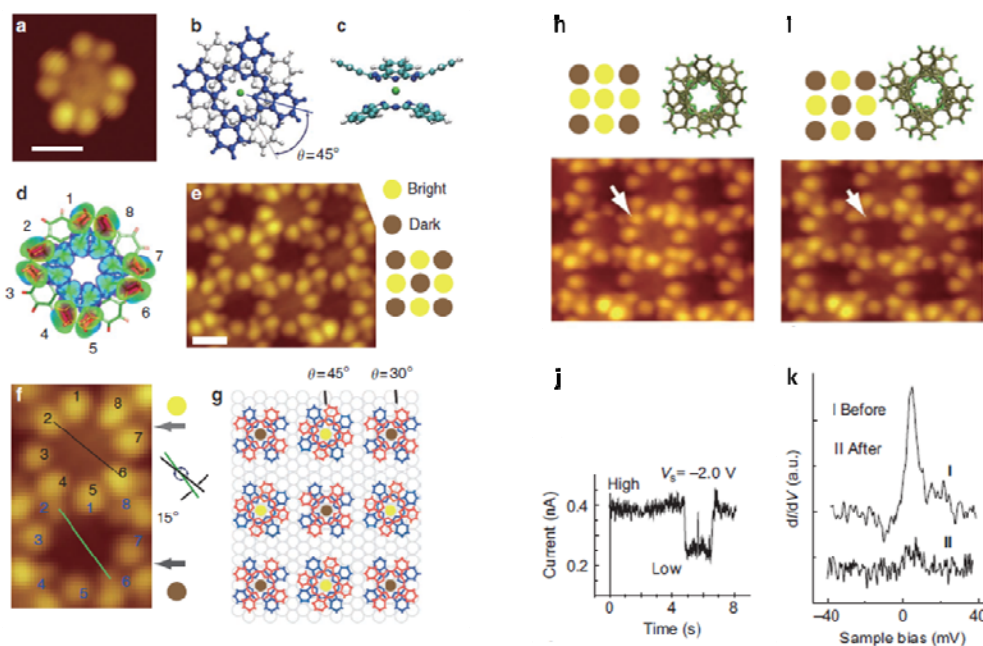 a
b
θ=45°
c
d
1
8
2
7
3
6
4
5
e
Bright
Dark
f
1
8
2
7
3
6
4
5
2
1
8
3
7
4
5
6
15°
g
θ=45°
θ=30°
h
i
j
High
Vs= –2.0 V
Low
0.4
0.2
Current (nA)
0
4
8
Time (s)
k
I Before
II After
I
II
dI/dV (a.u.)
–40
0
40
Sample bias (mV)